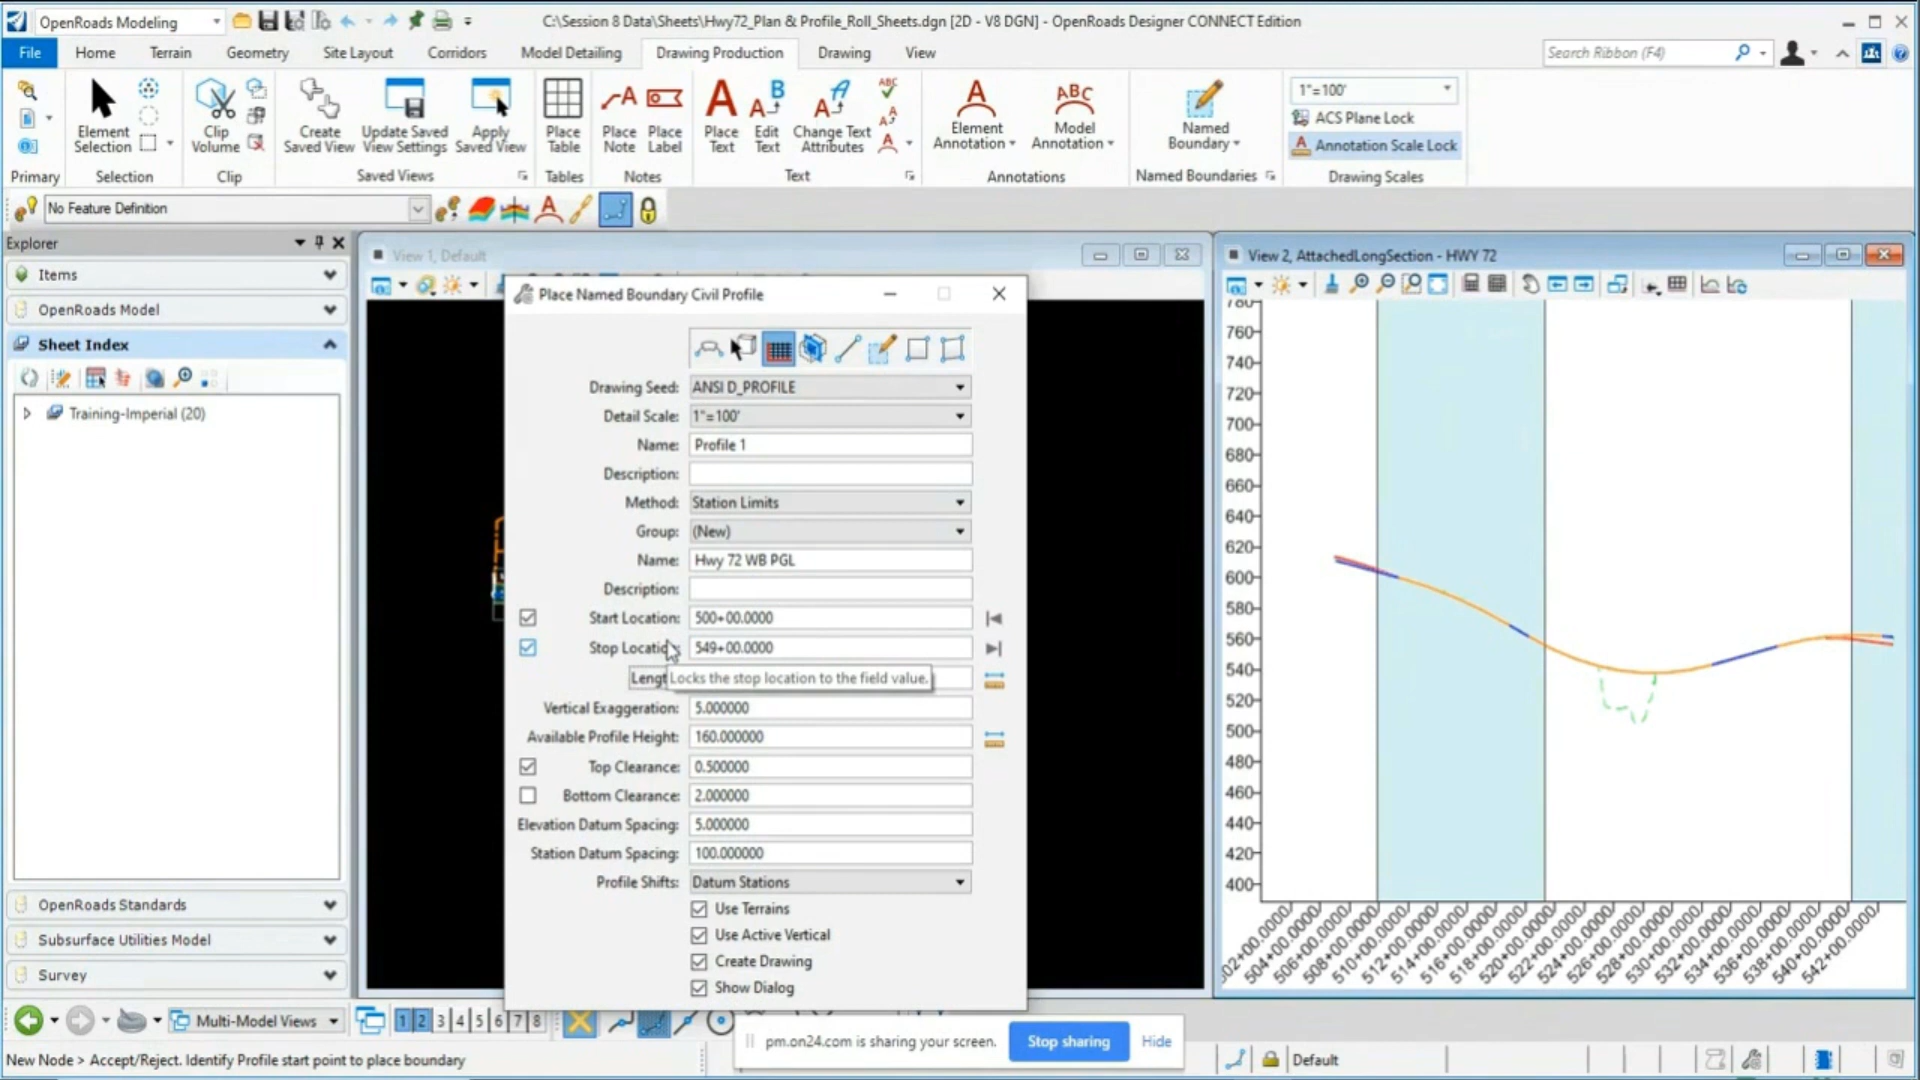 OpenRoads Modeling
C:\Session 8 Data\Sheets\Hwy72_Plan & Profile_Roll_Sheets.dgn [2D - V8 DGN] - OpenRoads Designer CONNECT Edition
File Home Terrain Geometry Site Layout Corridors Model Detailing Drawing Production Drawing View
Search Ribbon (F4)
Element Selection
Clip Volume
Create Saved View
Update Saved View Settings
Apply Saved View
Place Table
Place Note
Place Label
Place Text
Edit Text
Change Text Attributes
Element Annotation
Model Annotation
Named Boundary
1"=100'
ACS Plane Lock
Annotation Scale Lock
Primary Selection Clip Saved Views Tables Notes Text Annotations Named Boundaries Drawing Scales
No Feature Definition
Explorer
Items
OpenRoads Model
Sheet Index
Training-Imperial (20)
OpenRoads Standards
Subsurface Utilities Model
Survey
View 1, Default
Place Named Boundary Civil Profile
Drawing Seed: ANSI D_PROFILE
Detail Scale: 1"=100'
Name: Profile 1
Description:
Method: Station Limits
Group: (New)
Name: Hwy 72 WB PGL
Description:
Start Location: 500+00.0000
Stop Location: 549+00.0000
Lengt
Locks the stop location to the field value.
Vertical Exaggeration: 5.000000
Available Profile Height: 160.000000
Top Clearance: 0.500000
Bottom Clearance: 2.000000
Elevation Datum Spacing: 5.000000
Station Datum Spacing: 100.000000
Profile Shifts: Datum Stations
Use Terrains
Use Active Vertical
Create Drawing
Show Dialog
View 2, AttachedLongSection - HWY 72
780
760
740
720
700
680
660
640
620
600
580
560
540
520
500
480
460
440
420
400
02+00.0000
504+00.0000
506+00.0000
508+00.0000
510+00.0000
512+00.0000
514+00.0000
516+00.0000
518+00.0000
520+00.0000
522+00.0000
524+00.0000
526+00.0000
528+00.0000
530+00.0000
532+00.0000
534+00.0000
536+00.0000
538+00.0000
540+00.0000
542+00.0000
Multi-Model Views
1 2 3 4 5 6 7 8
pm.on24.com is sharing your screen. Stop sharing Hide
New Node > Accept/Reject. Identify Profile start point to place boundary
Default